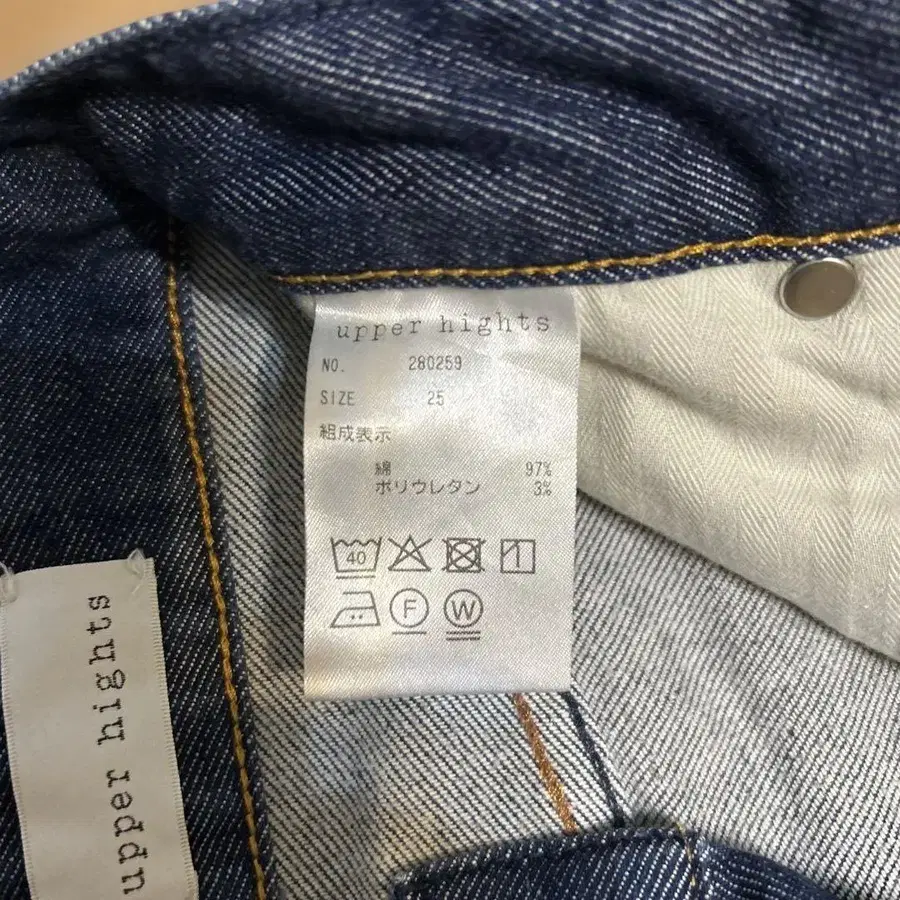 upper hights
NO. 280259
SIZE 25
組成表示
綿 97%
ポリウレタン 3%
40
F W
upper hights